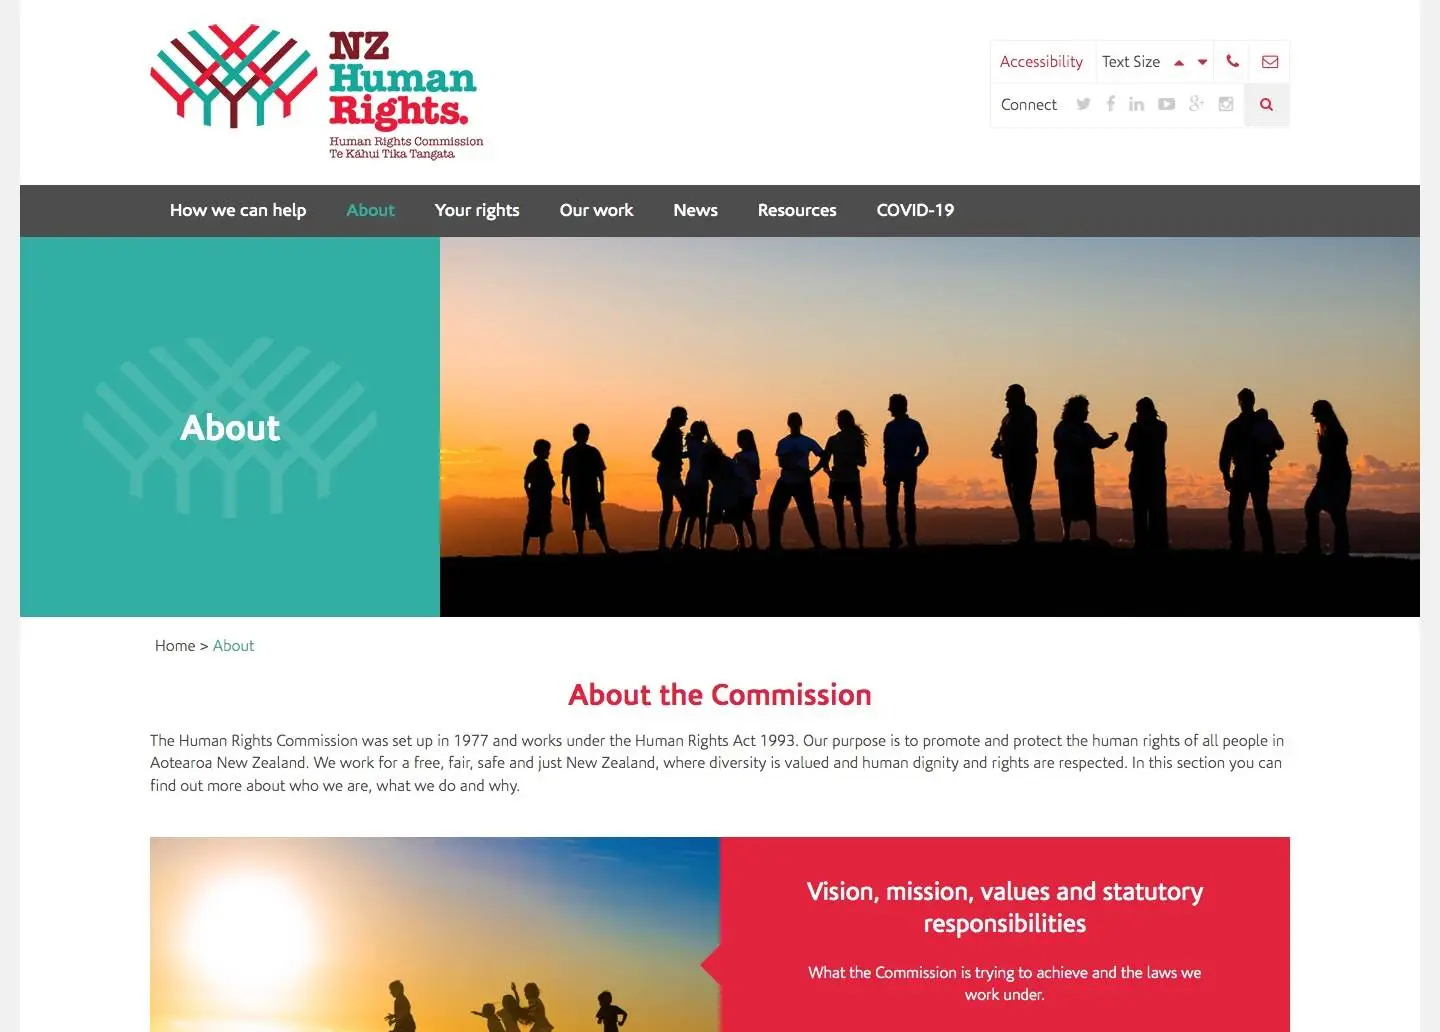 NZ
Human
Rights.
Human Rights Commission
Te Kāhui Tika Tangata
Accessibility
Text Size
Connect
How we can help
About
Your rights
Our work
News
Resources
COVID-19
About
Home > About
About the Commission
The Human Rights Commission was set up in 1977 and works under the Human Rights Act 1993. Our purpose is to promote and protect the human rights of all people in
Aotearoa New Zealand. We work for a free, fair, safe and just New Zealand, where diversity is valued and human dignity and rights are respected. In this section you can
find out more about who we are, what we do and why.
Vision, mission, values and statutory
responsibilities
What the Commission is trying to achieve and the laws we
work under.